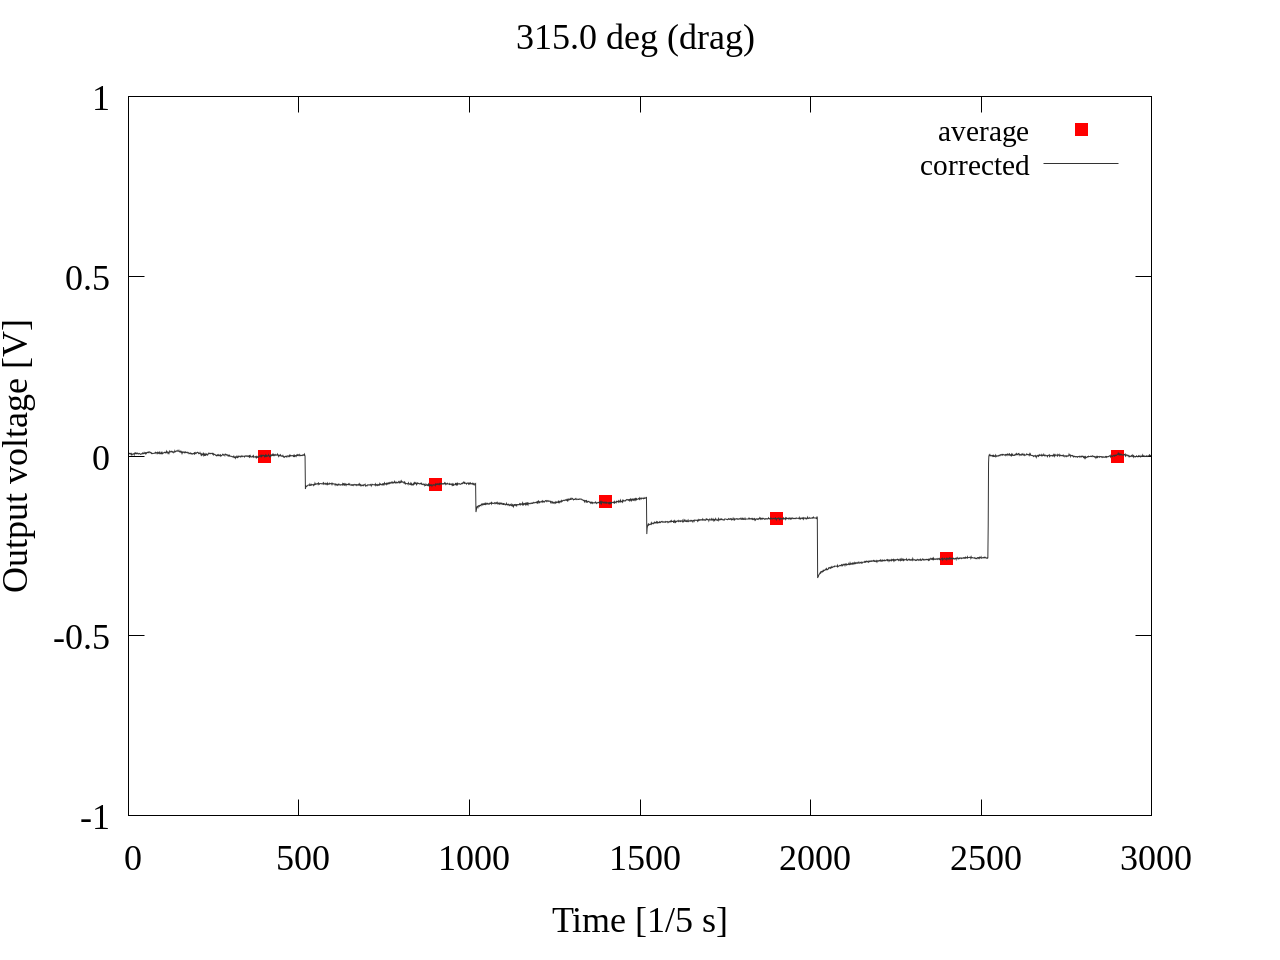 315.0 deg (drag)
average
corrected
1
0.5
0
-0.5
-1
Output voltage [V]
0 500 1000 1500 2000 2500 3000
Time [1/5 s]